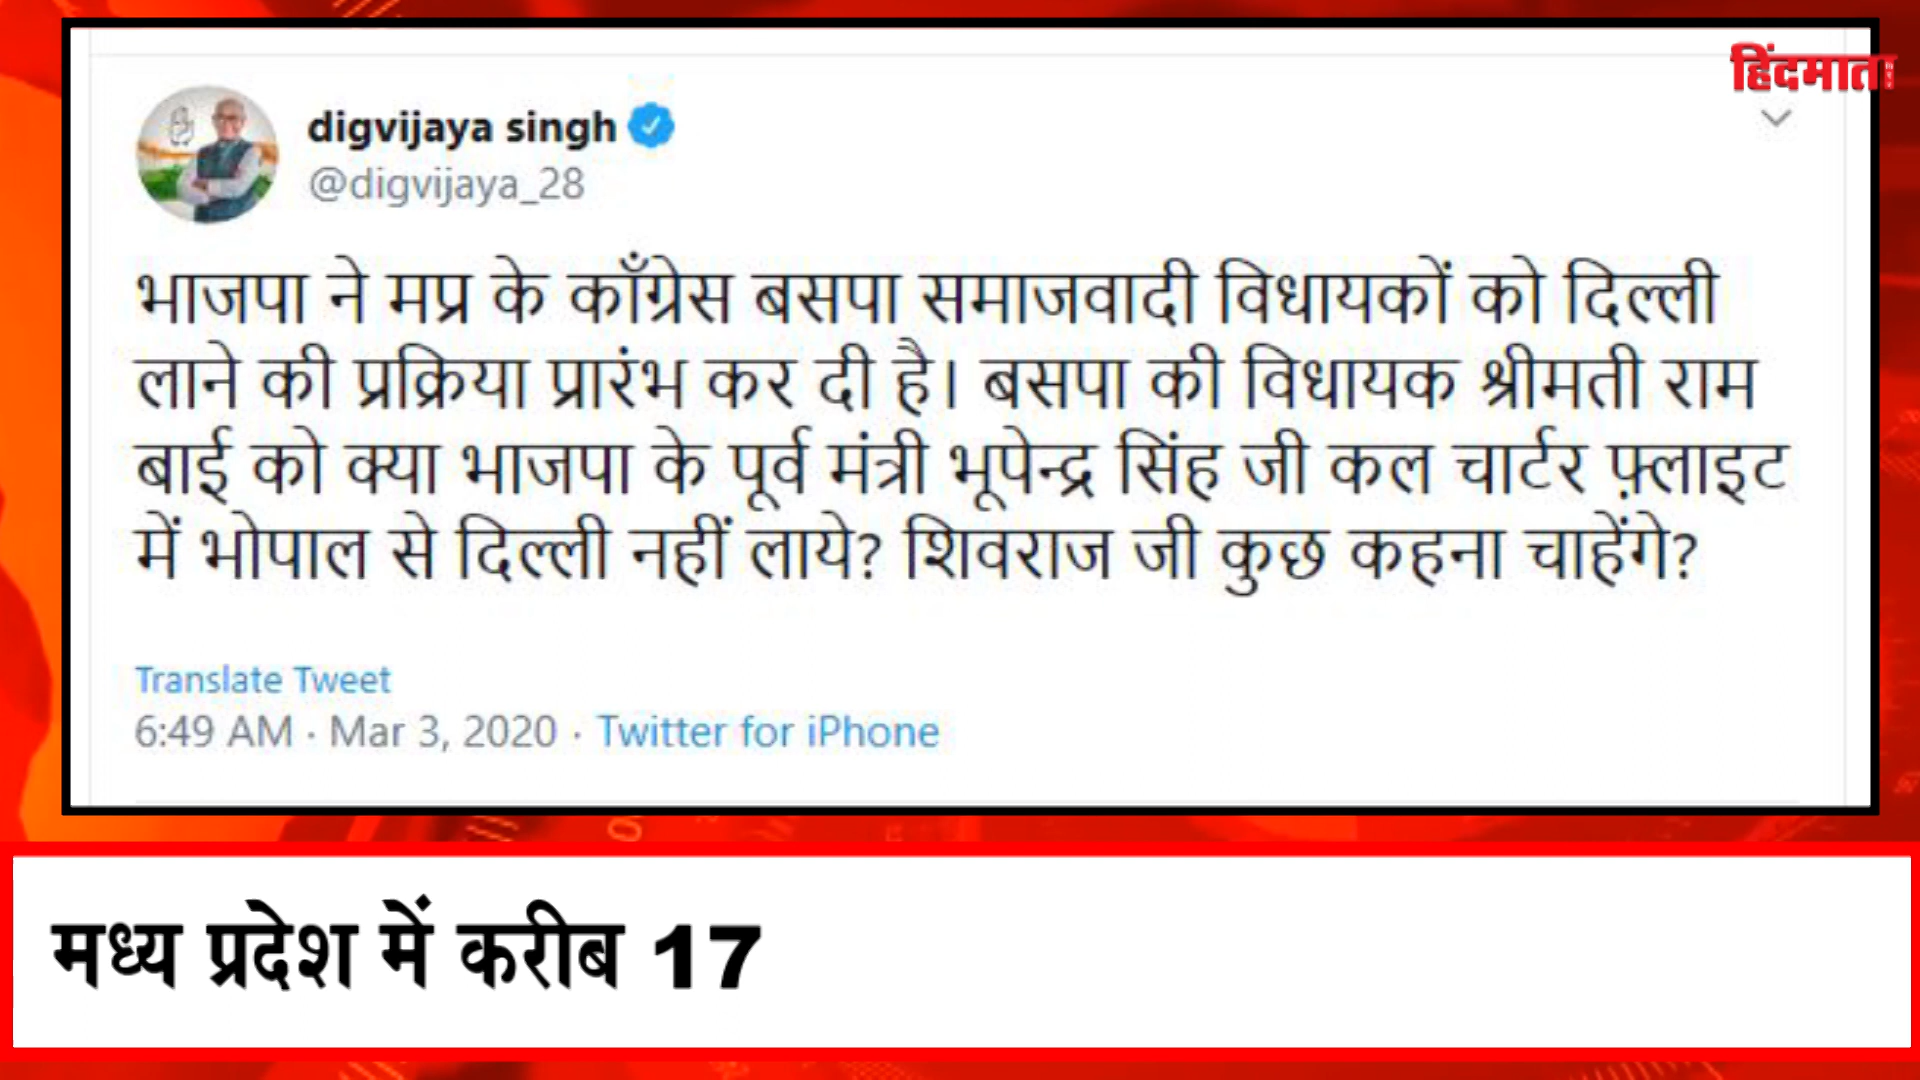 हिंदमाता
digvijaya singh
@digvijaya_28
भाजपा ने मप्र के काँग्रेस बसपा समाजवादी विधायकों को दिल्ली
लाने की प्रक्रिया प्रारंभ कर दी है। बसपा की विधायक श्रीमती राम
बाई को क्या भाजपा के पूर्व मंत्री भूपेन्द्र सिंह जी कल चार्टर फ़्लाइट
में भोपाल से दिल्ली नहीं लाये? शिवराज जी कुछ कहना चाहेंगे?
Translate Tweet
6:49 AM · Mar 3, 2020 · Twitter for iPhone
मध्य प्रदेश में करीब 17